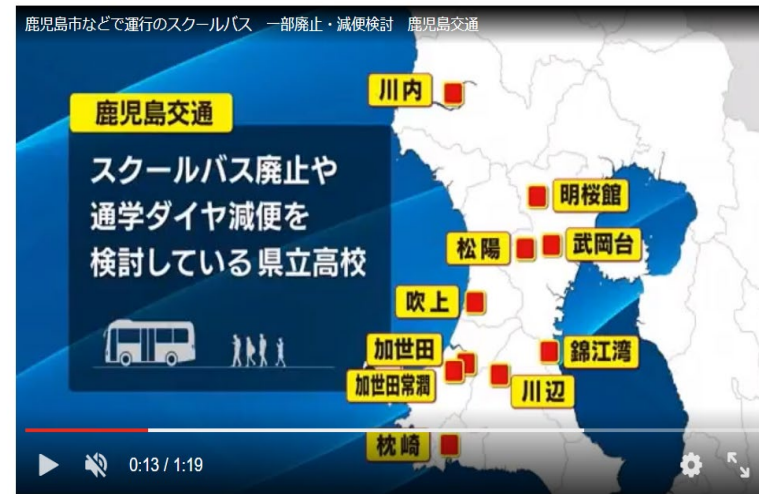 鹿児島市などで運行のスクールバス 一部廃止・減便検討 鹿児島交通
鹿児島交通
スクールバス廃止や
通学ダイヤ減便を
検討している県立高校
川内
明桜館
松陽
武岡台
吹上
加世田
錦江湾
加世田常潤
川辺
枕崎
0:13 / 1:19